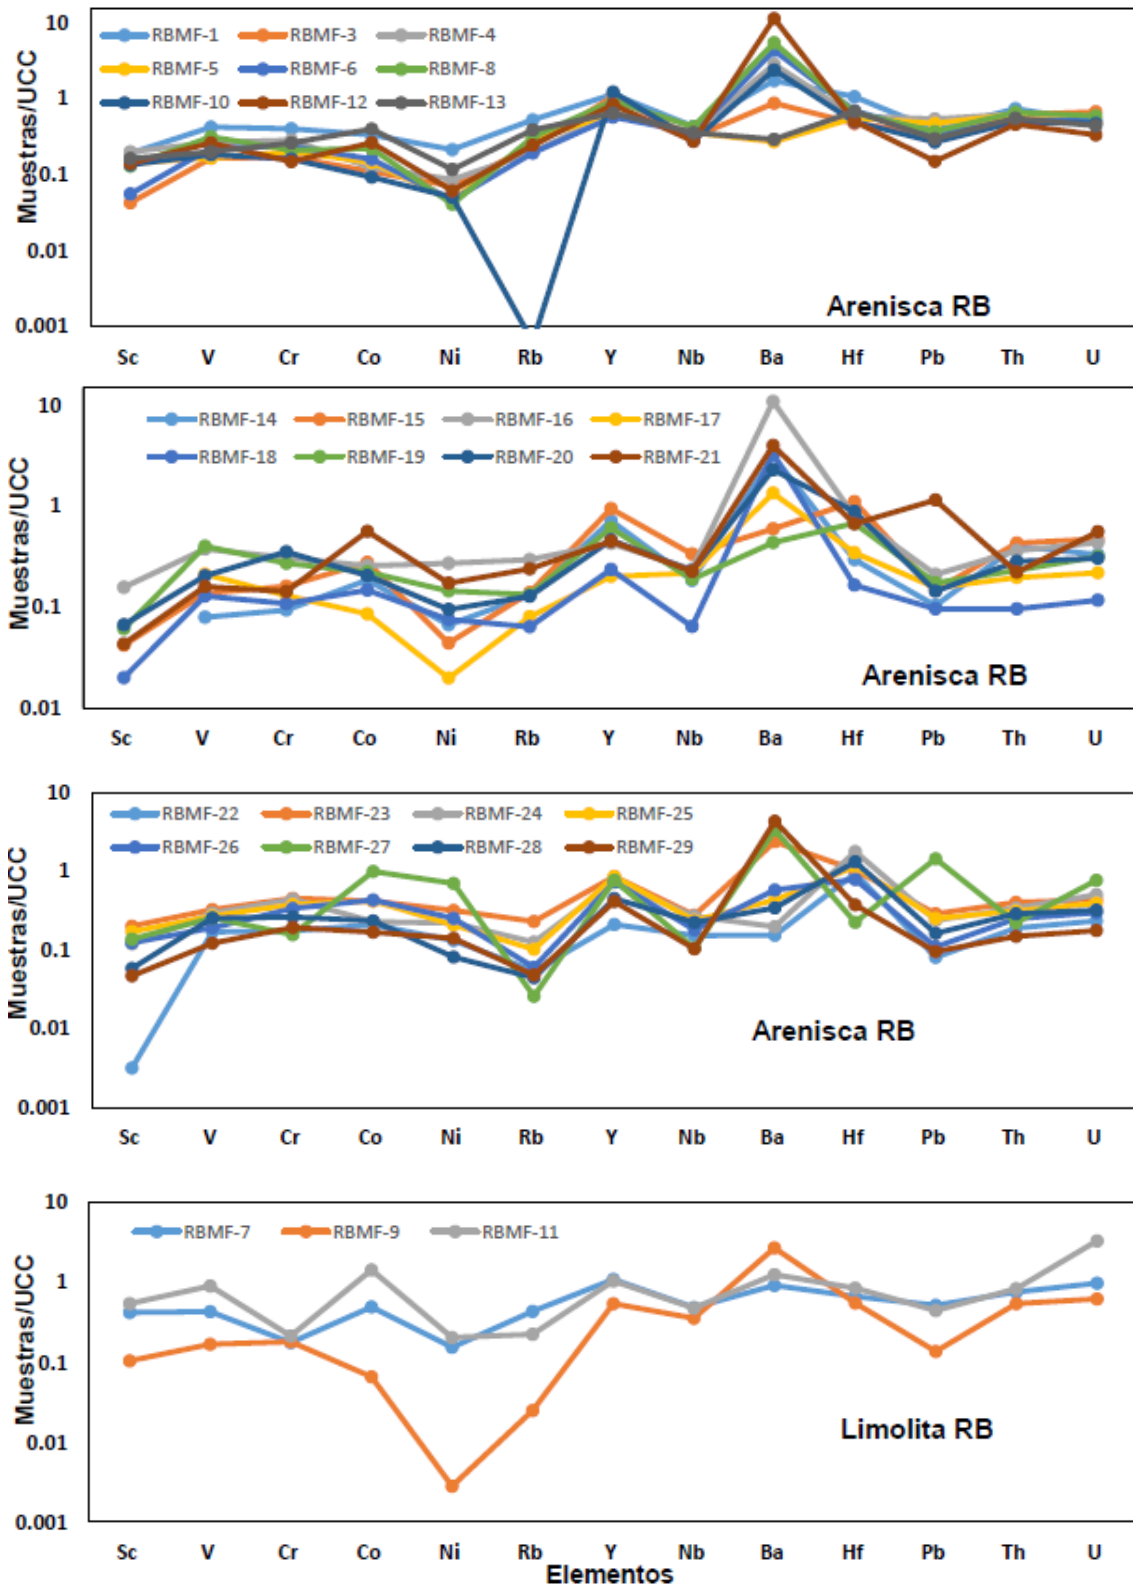 Muestras/UCC
10
1
0.1
0.01
0.001
RBMF-1 RBMF-3 RBMF-4
RBMF-5 RBMF-6 RBMF-8
RBMF-10 RBMF-12 RBMF-13
Arenisca RB
Sc V Cr Co Ni Rb Y Nb Ba Hf Pb Th U
Muestras/UCC
10
1
0.1
0.01
RBMF-14 RBMF-15 RBMF-16 RBMF-17
RBMF-18 RBMF-19 RBMF-20 RBMF-21
Arenisca RB
Sc V Cr Co Ni Rb Y Nb Ba Hf Pb Th U
Muestras/UCC
10
1
0.1
0.01
0.001
RBMF-22 RBMF-23 RBMF-24 RBMF-25
RBMF-26 RBMF-27 RBMF-28 RBMF-29
Arenisca RB
Sc V Cr Co Ni Rb Y Nb Ba Hf Pb Th U
Muestras/UCC
10
1
0.1
0.01
0.001
RBMF-7 RBMF-9 RBMF-11
Limolita RB
Sc V Cr Co Ni Rb Y Nb Ba Hf Pb Th U
Elementos